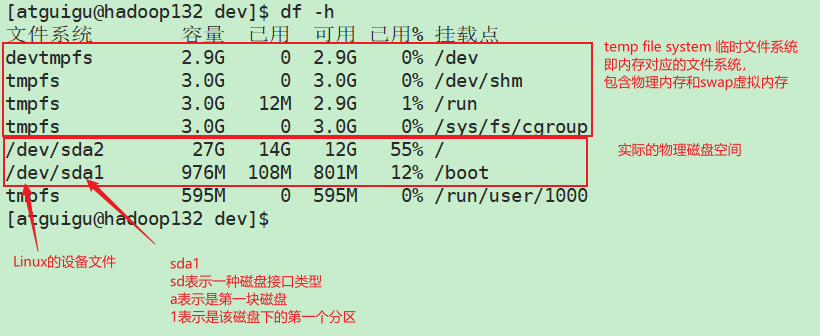 [atguigu@hadoop132 dev]$ df -h
文件系统 容量 已用 可用 已用% 挂载点
devtmpfs 2.9G 0 2.9G 0% /dev
tmpfs 3.0G 0 3.0G 0% /dev/shm
tmpfs 3.0G 12M 2.9G 1% /run
tmpfs 3.0G 0 3.0G 0% /sys/fs/cgroup
/dev/sda2 27G 14G 12G 55% /
/dev/sda1 976M 108M 801M 12% /boot
tmpfs 595M 0 595M 0% /run/user/1000
[atguigu@hadoop132 dev]$
temp file system 临时文件系统
即内存对应的文件系统，
包含物理内存和swap虚拟内存
实际的物理磁盘空间
Linux的设备文件
sda1
sd表示一种磁盘接口类型
a表示是第一块磁盘
1表示是该磁盘下的第一个分区